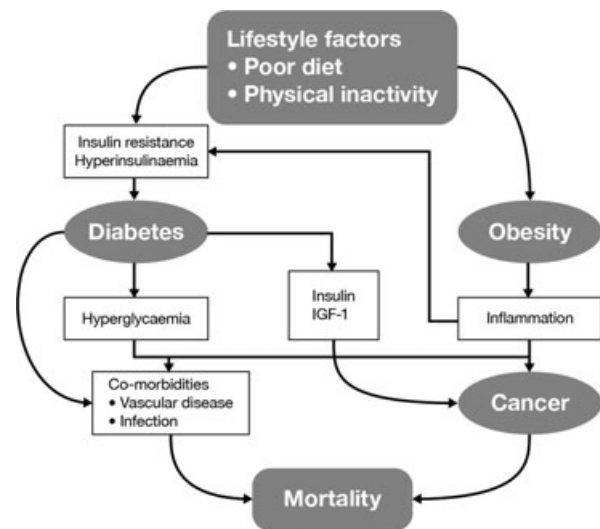 Lifestyle factors
• Poor diet
• Physical inactivity
Insulin resistance
Hyperinsulinaemia
Diabetes
Obesity
Hyperglycaemia
Insulin
IGF-1
Inflammation
Co-morbidities
• Vascular disease
• Infection
Cancer
Mortality